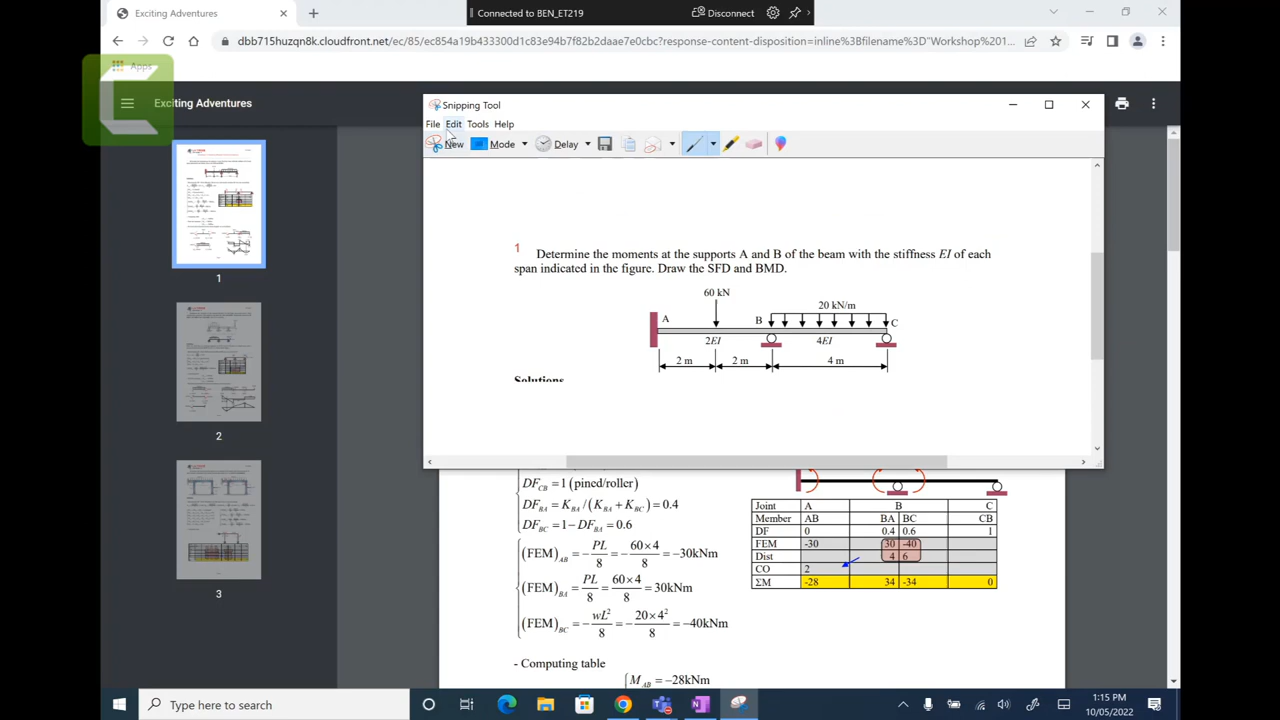 Exciting Adventures
Connected to BEN_ET219
Disconnect
dbb715huzqn8k.cloudfront.net/ec/85/ec854a19b433300d1c0203e94b7f82b2daae7e0cbc?response-content-disposition=inline%3Bfilename%3D"Workshop%201...
Apps
Exciting Adventures
Snipping Tool
File Edit Tools Help
New Mode Delay
1 Determine the moments at the supports A and B of the beam with the stiffness EI of each
span indicated in the figure. Draw the SFD and BMD.
60 kN
20 kN/m
A B C
2EI 4EI
2 m 2 m 4 m
Solutions
1
2
3
DF_CB = 1 (pined/roller)
DF_BA = K_BA / (K_BA + K_BC) = 0.4
DF_BC = 1 − DF_BA = 0.6
(FEM)_AB = − PL/8 = − 60×4/8 = −30kNm
(FEM)_BA = PL/8 = 60×4/8 = 30kNm
(FEM)_BC = − wL²/8 = − 20×4²/8 = −40kNm
Joint A B C
Member AB BA BC CB
DF 0 0.4 0.6 1
FEM -30 30 -40
Dist 4 6
CO 2
ΣM -28 34 -34 0
- Computing table
M_AB = −28kNm
Type here to search
1:15 PM
10/05/2022